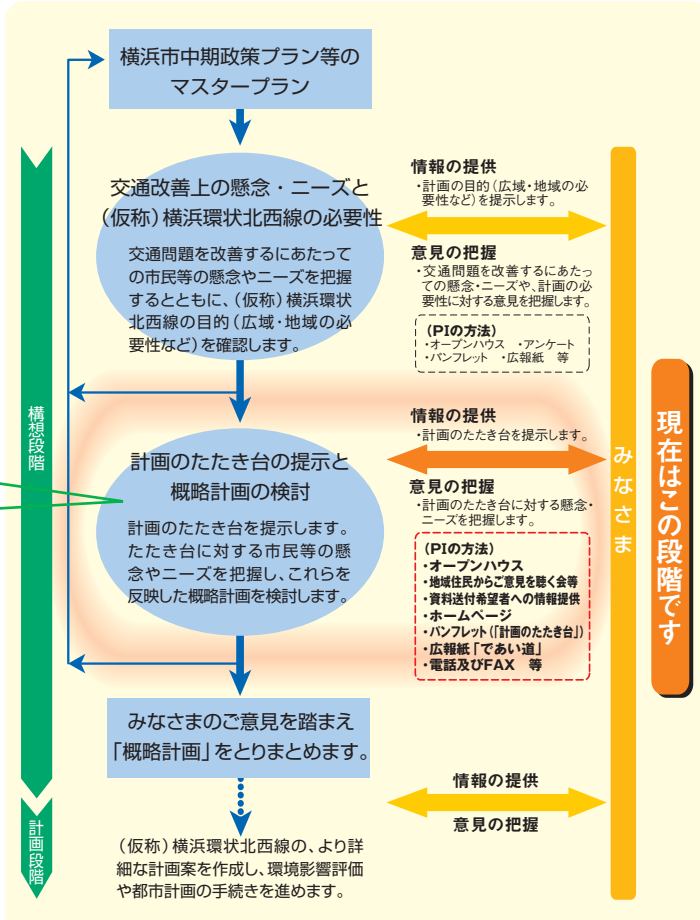 横浜市中期政策プラン等の
マスタープラン
交通改善上の懸念・ニーズと
(仮称)横浜環状北西線の必要性
交通問題を改善するにあたって
の市民等の懸念やニーズを把握
するとともに、(仮称)横浜環状
北西線の目的(広域・地域の必
要性など)を確認します。
情報の提供
・計画の目的(広域・地域の必
要性など)を提示します。
意見の把握
・交通問題を改善するにあたっ
ての懸念・ニーズや、計画の必
要性に対する意見を把握します。
(PIの方法)
・オープンハウス ・アンケート
・パンフレット ・広報紙 等
構想段階
計画のたたき台の提示と
概略計画の検討
計画のたたき台を提示します。
たたき台に対する市民等の懸
念やニーズを把握し、これらを
反映した概略計画を検討します。
情報の提供
・計画のたたき台を提示します。
意見の把握
・計画のたたき台に対する懸念・
ニーズを把握します。
(PIの方法)
・オープンハウス
・地域住民からご意見を聴く会等
・資料送付希望者への情報提供
・ホームページ
・パンフレット(「計画のたたき台」)
・広報紙「であい道」
・電話及びFAX 等
みなさま
現在はこの段階です
みなさまのご意見を踏まえ
「概略計画」をとりまとめます。
情報の提供
意見の把握
計画段階
(仮称)横浜環状北西線の、より詳
細な計画案を作成し、環境影響評価
や都市計画の手続きを進めます。